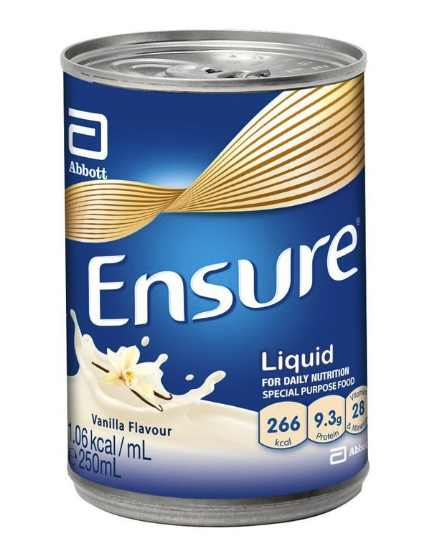 Abbott
Ensure®
Liquid
FOR DAILY NUTRITION
SPECIAL PURPOSE FOOD
266
kcal
9.3g
Protein
28
Vanilla Flavour
1.06 kcal/mL
250mL
Abbott